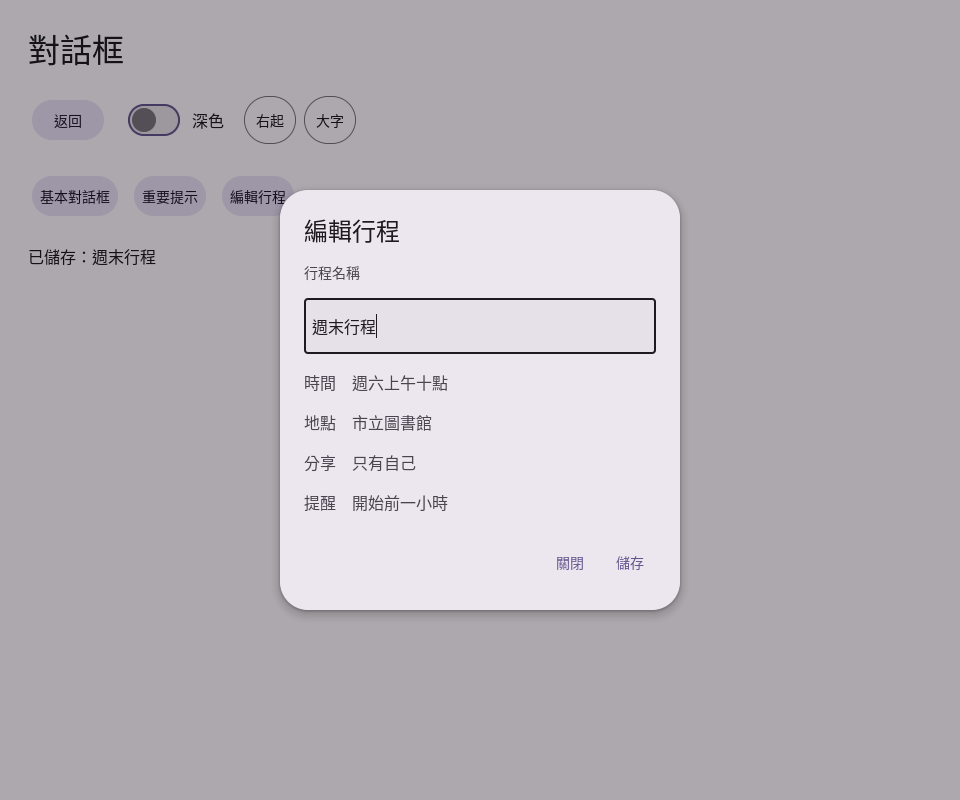 對話框
返回 深色 右起 大字
基本對話框 重要提示 編輯行程
已儲存：週末行程
編輯行程
行程名稱
週末行程
時間 週六上午十點
地點 市立圖書館
分享 只有自己
提醒 開始前一小時
關閉 儲存